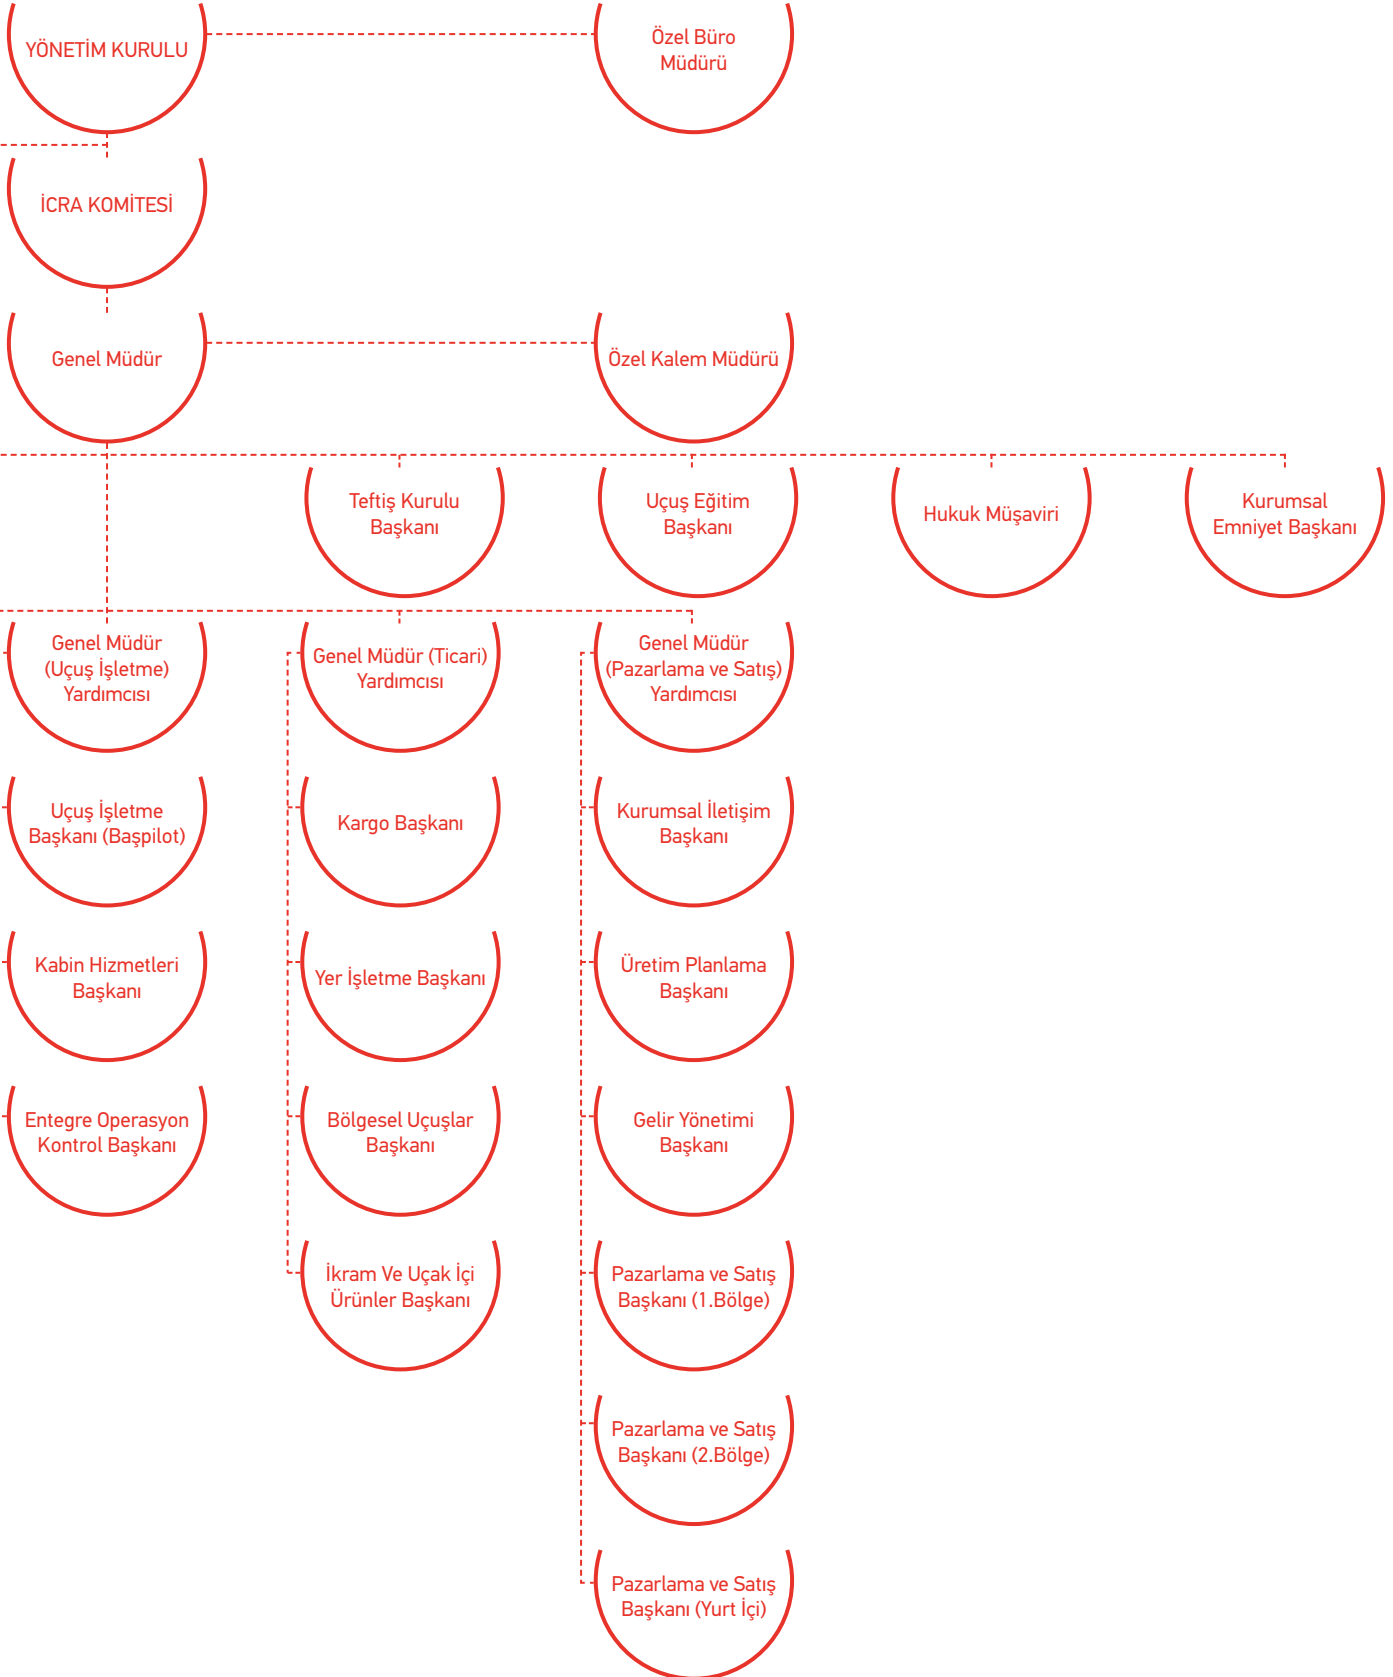 YÖNETİM KURULU
Özel Büro
Müdürü
İCRA KOMİTESİ
Genel Müdür
Özel Kalem Müdürü
Teftiş Kurulu
Başkanı
Uçuş Eğitim
Başkanı
Hukuk Müşaviri
Kurumsal
Emniyet Başkanı
Genel Müdür
(Uçuş İşletme)
Yardımcısı
Genel Müdür (Ticari)
Yardımcısı
Genel Müdür
(Pazarlama ve Satış)
Yardımcısı
Uçuş İşletme
Başkanı (Başpilot)
Kargo Başkanı
Kurumsal İletişim
Başkanı
Kabin Hizmetleri
Başkanı
Yer İşletme Başkanı
Üretim Planlama
Başkanı
Entegre Operasyon
Kontrol Başkanı
Bölgesel Uçuşlar
Başkanı
Gelir Yönetimi
Başkanı
İkram Ve Uçak İçi
Ürünler Başkanı
Pazarlama ve Satış
Başkanı (1.Bölge)
Pazarlama ve Satış
Başkanı (2.Bölge)
Pazarlama ve Satış
Başkanı (Yurt İçi)